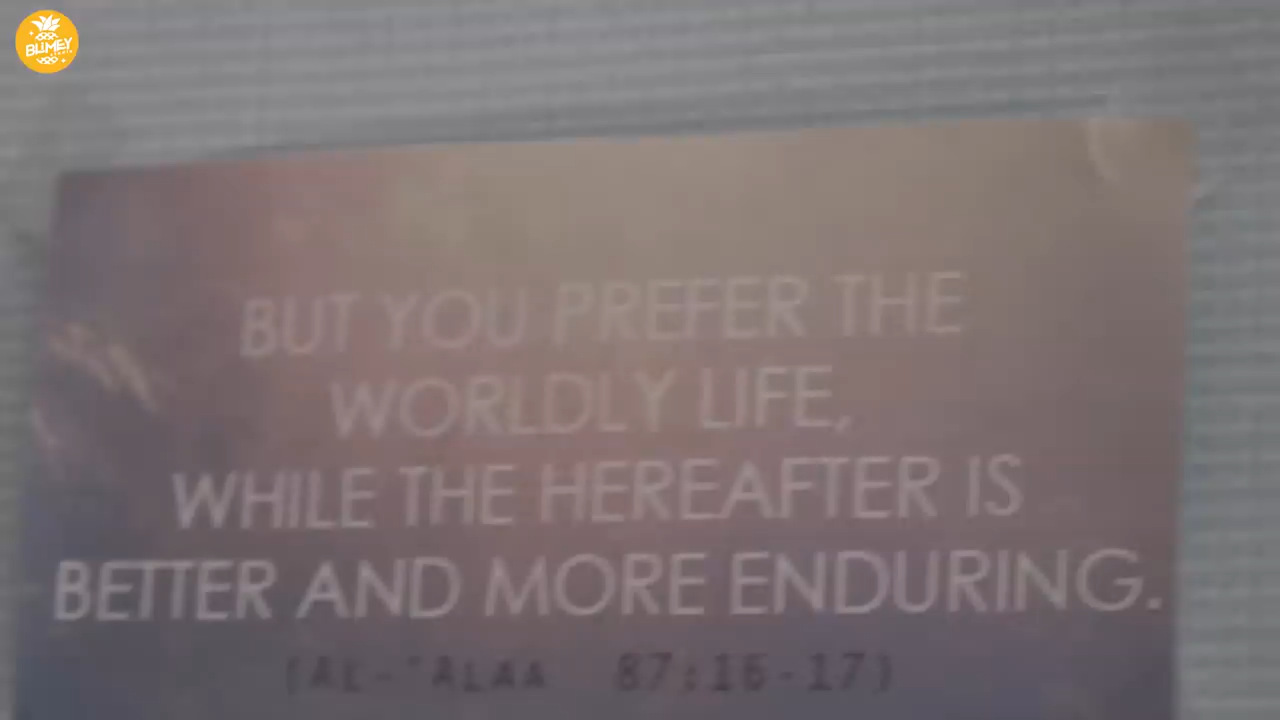 BLIMEY
BUT YOU PREFER THE
WORLDLY LIFE,
WHILE THE HEREAFTER IS
BETTER AND MORE ENDURING.
(AL-'ALAA 87:16-17)